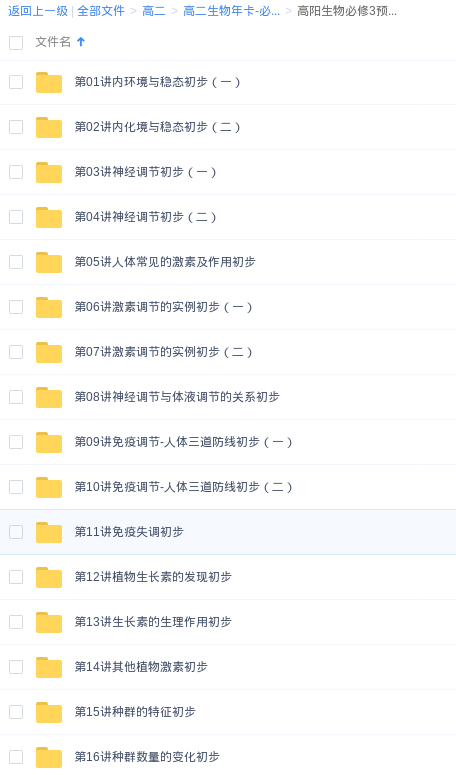 返回上一级 | 全部文件 > 高二 > 高二生物年卡-必... > 高阳生物必修3预...
文件名
第01讲内环境与稳态初步（一）
第02讲内化境与稳态初步（二）
第03讲神经调节初步（一）
第04讲神经调节初步（二）
第05讲人体常见的激素及作用初步
第06讲激素调节的实例初步（一）
第07讲激素调节的实例初步（二）
第08讲神经调节与体液调节的关系初步
第09讲免疫调节-人体三道防线初步（一）
第10讲免疫调节-人体三道防线初步（二）
第11讲免疫失调初步
第12讲植物生长素的发现初步
第13讲生长素的生理作用初步
第14讲其他植物激素初步
第15讲种群的特征初步
第16讲种群数量的变化初步